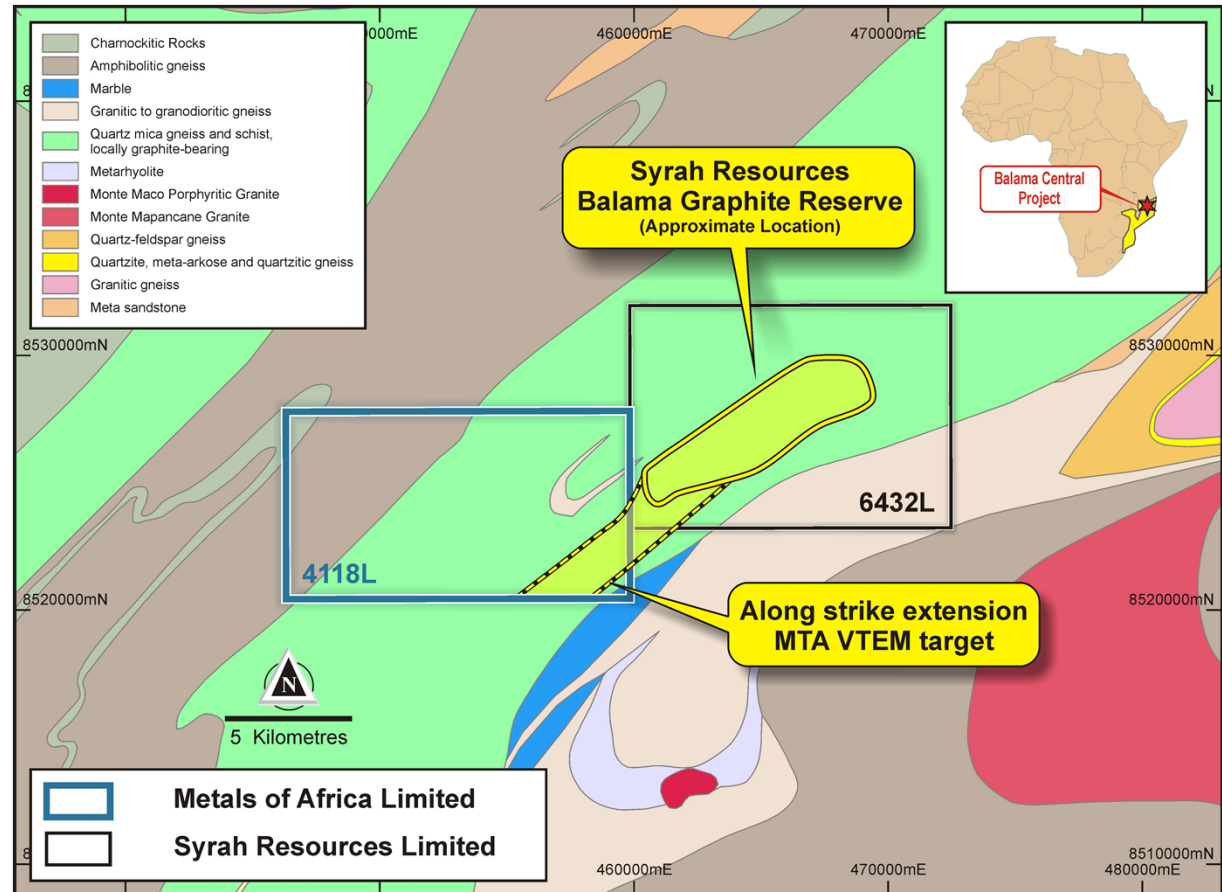 460000mE
470000mE
0000mE
Charnockitic Rocks
Amphibolitic gneiss
Marble
Granitic to granodioritic gneiss
Quartz mica gneiss and schist,
locally graphite-bearing
Metarhyolite
Monte Maco Porphyritic Granite
Monte Mapancane Granite
Quartz-feldspar gneiss
Quartzite, meta-arkose and quartzitic gneiss
Granitic gneiss
Meta sandstone
Balama Central
Project
Syrah Resources
Balama Graphite Reserve
(Approximate Location)
8530000mN
8530000mN
6432L
4118L
Along strike extension
MTA VTEM target
8520000mN
8520000mN
N
5 Kilometres
Metals of Africa Limited
Syrah Resources Limited
460000mE
470000mE
480000mE
8510000mN